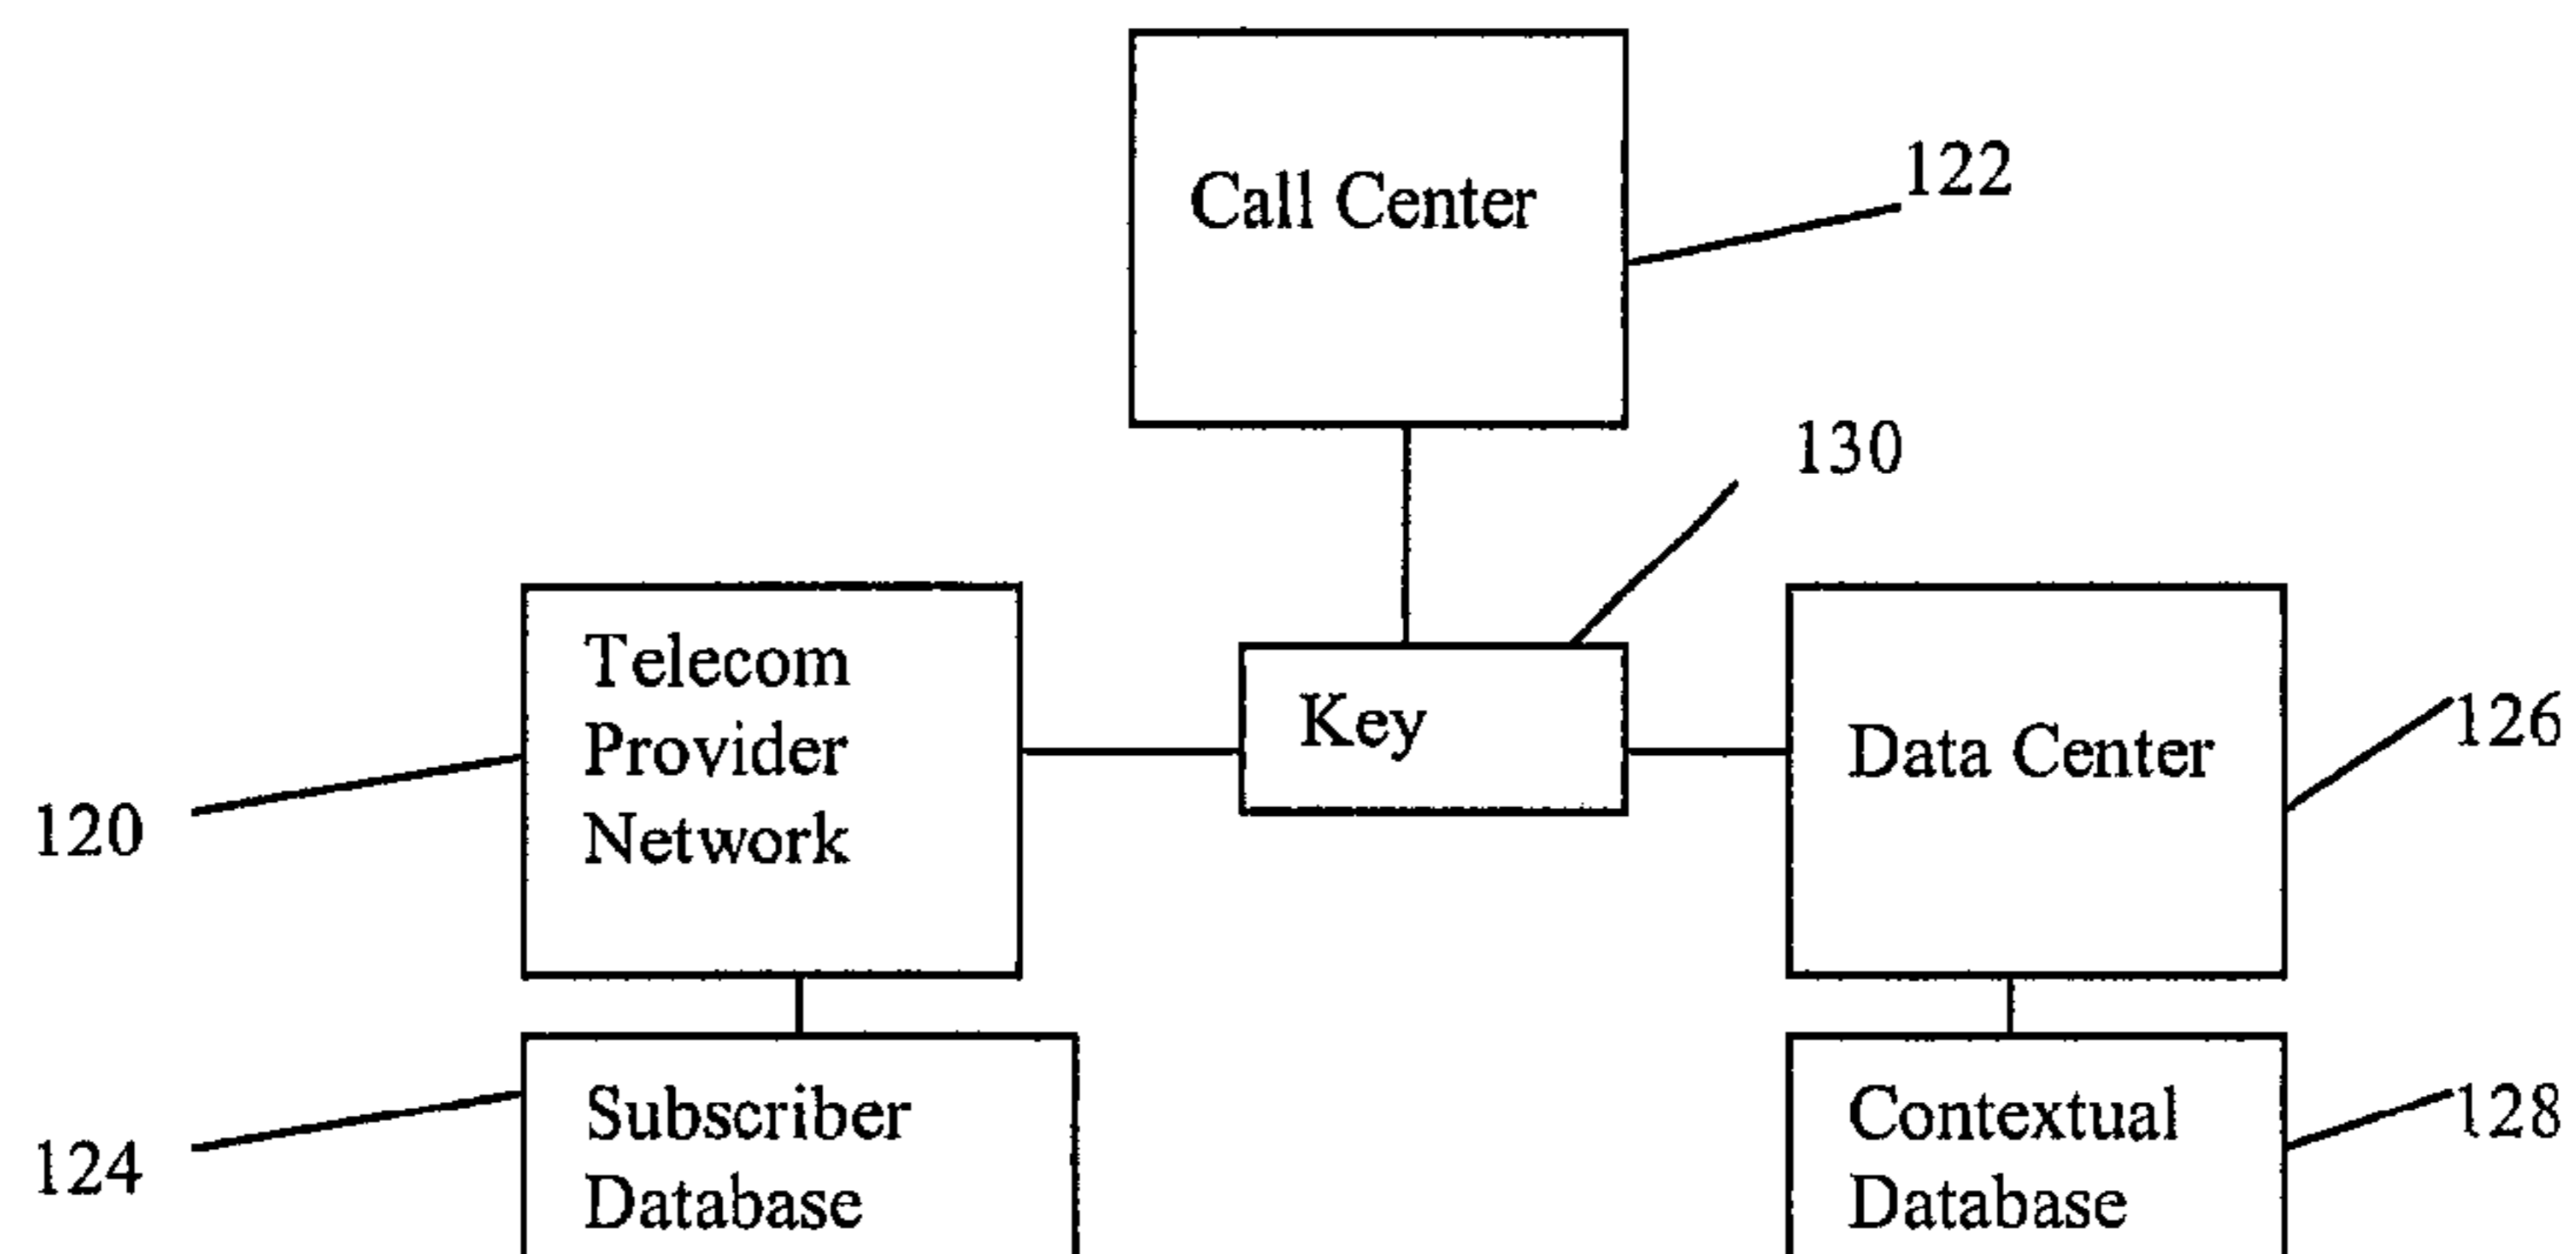 Call Center
122
130
Telecom
Provider
Network
Key
Data Center
126
120
Subscriber
Database
Contextual
Database
128
124